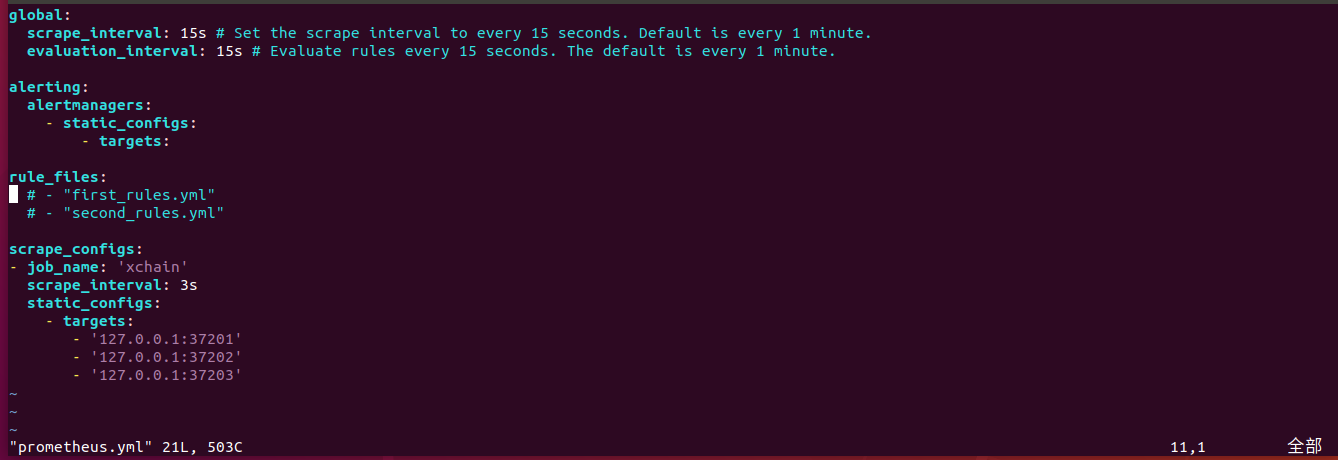 global:
  scrape_interval: 15s # Set the scrape interval to every 15 seconds. Default is every 1 minute.
  evaluation_interval: 15s # Evaluate rules every 15 seconds. The default is every 1 minute.

alerting:
  alertmanagers:
    - static_configs:
        - targets:

rule_files:
  # - "first_rules.yml"
  # - "second_rules.yml"

scrape_configs:
- job_name: 'xchain'
  scrape_interval: 3s
  static_configs:
    - targets:
       - '127.0.0.1:37201'
       - '127.0.0.1:37202'
       - '127.0.0.1:37203'
~
~
~
"prometheus.yml" 21L, 503C 11,1 全部